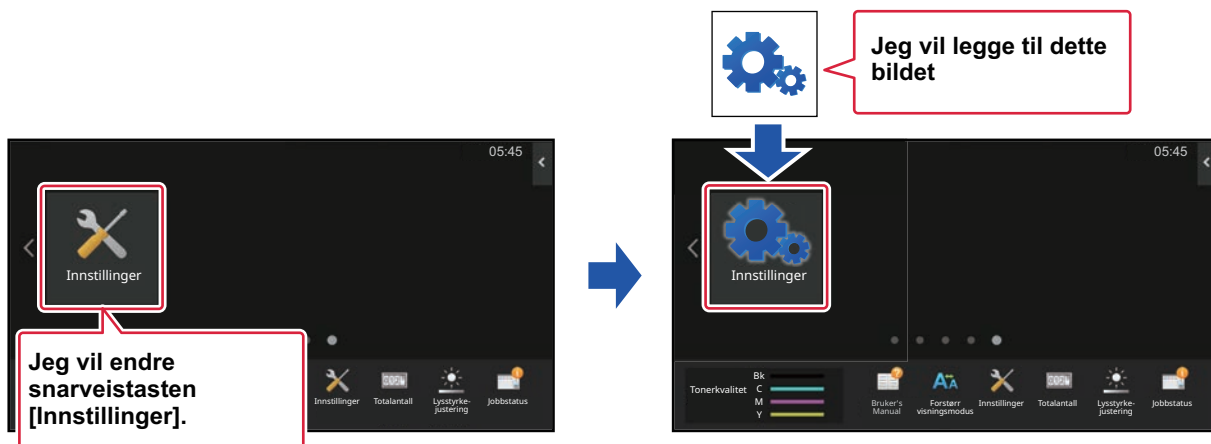 Jeg vil legge til dette
bildet
05:45
Innstillinger
Jeg vil endre
snarveistasten
[Innstillinger].
Innstillinger
Totalantall
Lysstyrke-
justering
Jobbstatus
05:45
Innstillinger
Tonerkvalitet
Bk
C
M
Y
Bruker's
Manual
Forstørr
visningsmodus
Innstillinger
Totalantall
Lysstyrke-
justering
Jobbstatus